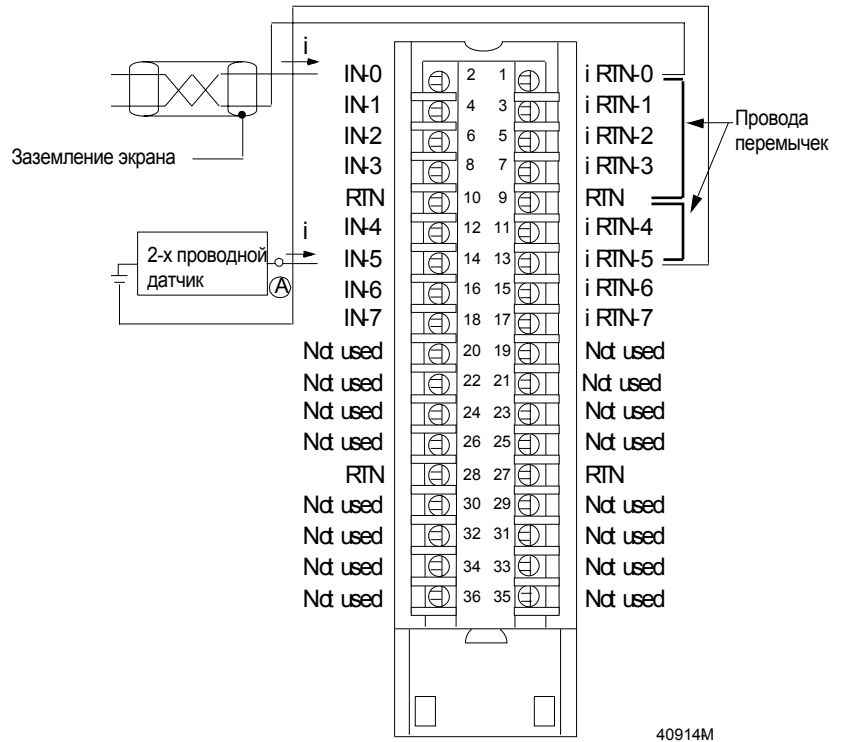 i
IN-0 2 1 i RTN-0
IN-1 4 3 i RTN-1
IN-2 6 5 i RTN-2
IN-3 8 7 i RTN-3
RTN 10 9 RTN
IN-4 12 11 i RTN-4
IN-5 14 13 i RTN-5
IN-6 16 15 i RTN-6
IN-7 18 17 i RTN-7
Not used 20 19 Not used
Not used 22 21 Not used
Not used 24 23 Not used
Not used 26 25 Not used
RTN 28 27 RTN
Not used 30 29 Not used
Not used 32 31 Not used
Not used 34 33 Not used
Not used 36 35 Not used
Провода
перемычек
Заземление экрана
i
2-х проводной
датчик
A
40914M